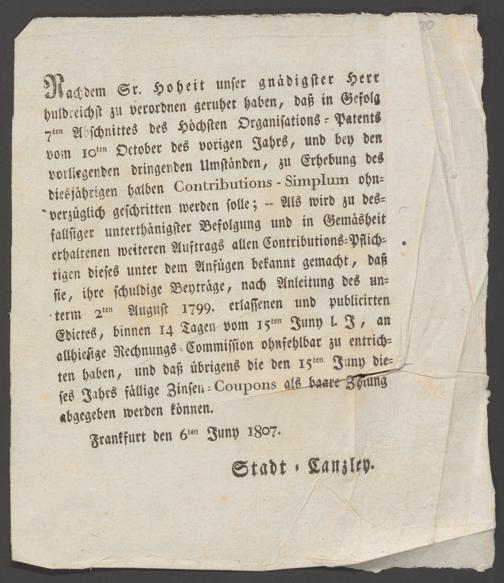 Nachdem Sr. Hoheit unser gnädigster Herr
huldreichst zu verordnen geruhet haben, daß in Gefolg
7ten Abschnittes des Höchsten Organisations-Patents
vom 10ten October des vorigen Jahrs, und bey den
vorliegenden dringenden Umständen, zu Erhebung des
diesjährigen halben Contributions-Simplum ohn-
verzüglich geschritten werden solle; – Als wird zu des-
fallsiger unterthänigster Befolgung und in Gemäsheit
erhaltenen weiteren Auftrags allen Contributions-Pflich-
tigen dieses unter dem Anfügen bekannt gemacht, daß
sie, ihre schuldige Beyträge, nach Anleitung des un-
term 2ten August 1799. erlassenen und publicirten
Edictes, binnen 14 Tagen vom 15ten Juny l. J, an
allhiesige Rechnungs-Commission ohnfehlbar zu entrich-
ten haben, und daß übrigens die den 15ten Juny die-
ses Jahrs fällige Zinsen-Coupons als baare Zhlung
abgegeben werden können.
Frankfurt den 6ten Juny 1807.
Stadt-Canzley.
70